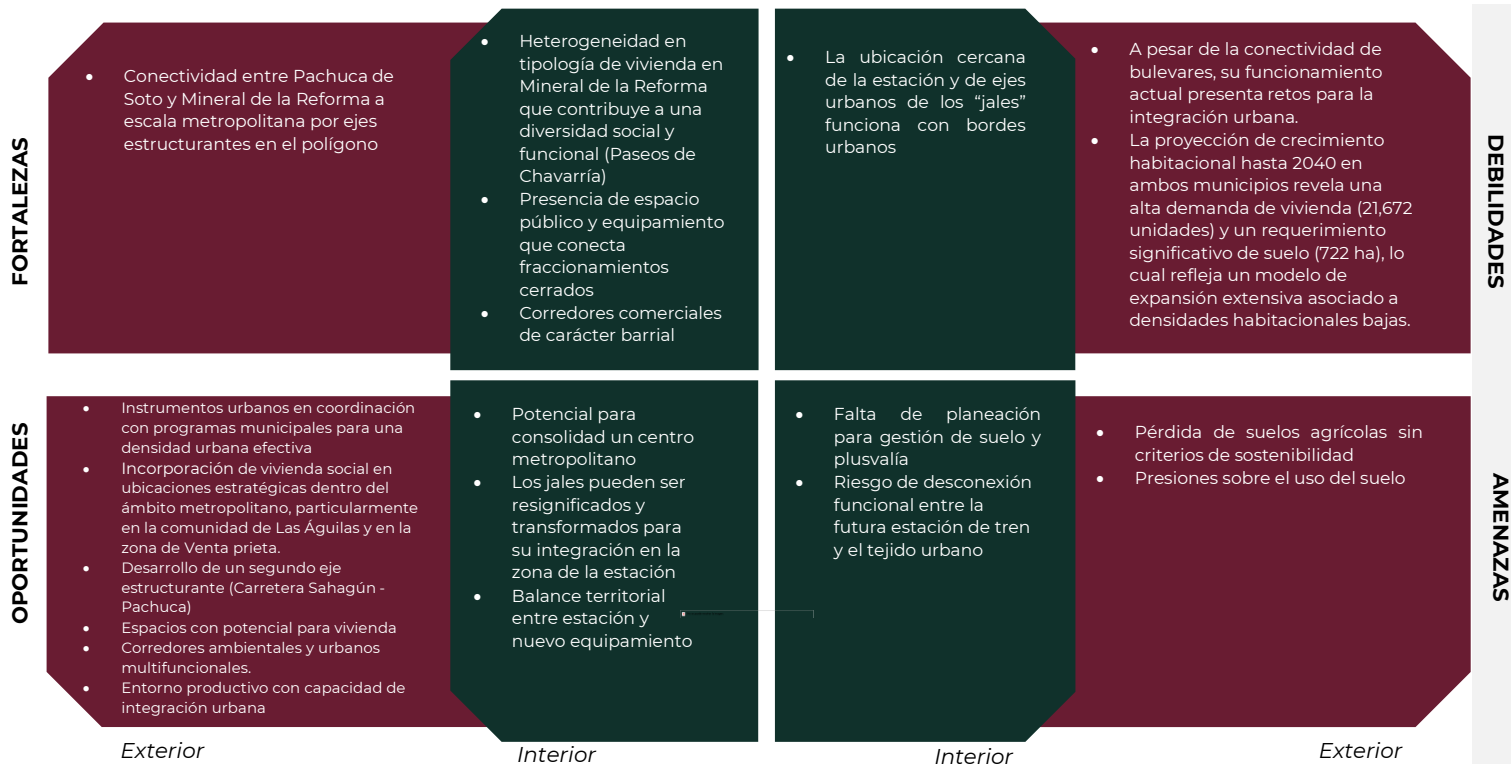 FORTALEZAS
• Conectividad entre Pachuca de
Soto y Mineral de la Reforma a
escala metropolitana por ejes
estructurantes en el polígono
• Heterogeneidad en
tipología de vivienda en
Mineral de la Reforma
que contribuye a una
diversidad social y
funcional (Paseos de
Chavarría)
• Presencia de espacio
público y equipamiento
que conecta
fraccionamientos
cerrados
• Corredores comerciales
de carácter barrial
• La ubicación cercana
de la estación y de ejes
urbanos de los “jales”
funciona con bordes
urbanos
• A pesar de la conectividad de
bulevares, su funcionamiento
actual presenta retos para la
integración urbana.
• La proyección de crecimiento
habitacional hasta 2040 en
ambos municipios revela una
alta demanda de vivienda (21,672
unidades) y un requerimiento
significativo de suelo (722 ha), lo
cual refleja un modelo de
expansión extensiva asociado a
densidades habitacionales bajas.
DEBILIDADES
OPORTUNIDADES
• Instrumentos urbanos en coordinación
con programas municipales para una
densidad urbana efectiva
• Incorporación de vivienda social en
ubicaciones estratégicas dentro del
ámbito metropolitano, particularmente
en la comunidad de Las Águilas y en la
zona de Venta prieta.
• Desarrollo de un segundo eje
estructurante (Carretera Sahagún -
Pachuca)
• Espacios con potencial para vivienda
• Corredores ambientales y urbanos
multifuncionales.
• Entorno productivo con capacidad de
integración urbana
• Potencial para
consolidad un centro
metropolitano
• Los jales pueden ser
resignificados y
transformados para
su integración en la
zona de la estación
• Balance territorial
entre estación y
nuevo equipamiento
• Falta de planeación
para gestión de suelo y
plusvalía
• Riesgo de desconexión
funcional entre la
futura estación de tren
y el tejido urbano
• Pérdida de suelos agrícolas sin
criterios de sostenibilidad
• Presiones sobre el uso del suelo
AMENAZAS
Exterior
Interior
Interior
Exterior